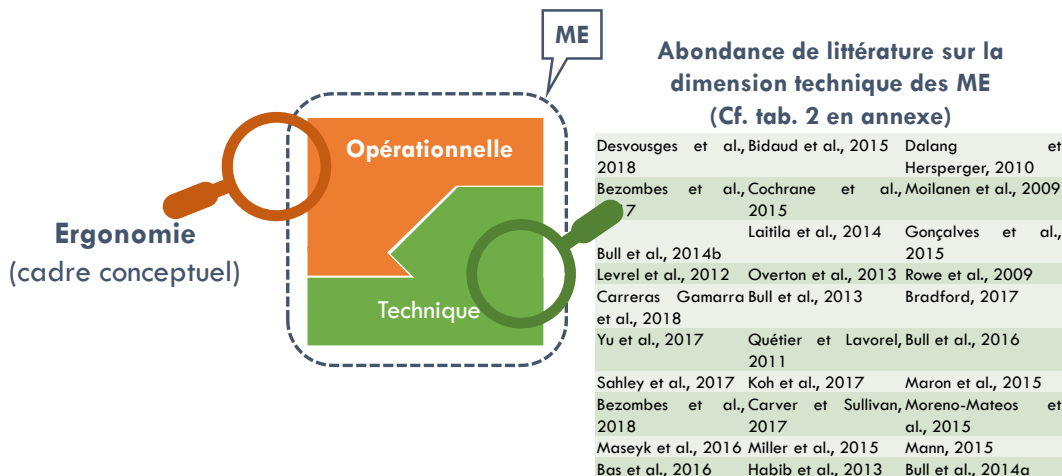 ME
Abondance de littérature sur la
dimension technique des ME
(Cf. tab. 2 en annexe)
Opérationnelle
Technique
Ergonomie
(cadre conceptuel)
Desvousges et al., Bidaud et al., 2015 Dalang et
2018 Hersperger, 2010
Bezombes et al., Cochrane et al., Moilanen et al., 2009
2015
Laitila et al., 2014 Gonçalves et al.,
Bull et al., 2014b 2015
Levrel et al., 2012 Overton et al., 2013 Rowe et al., 2009
Carreras Gamarra Bull et al., 2013 Bradford, 2017
et al., 2018
Yu et al., 2017 Quétier et Lavorel, Bull et al., 2016
2011
Sahley et al., 2017 Koh et al., 2017 Maron et al., 2015
Bezombes et al., Carver et Sullivan, Moreno-Mateos et
2018 2017 al., 2015
Maseyk et al., 2016 Miller et al., 2015 Mann, 2015
Bas et al., 2016 Habib et al., 2013 Bull et al., 2014a